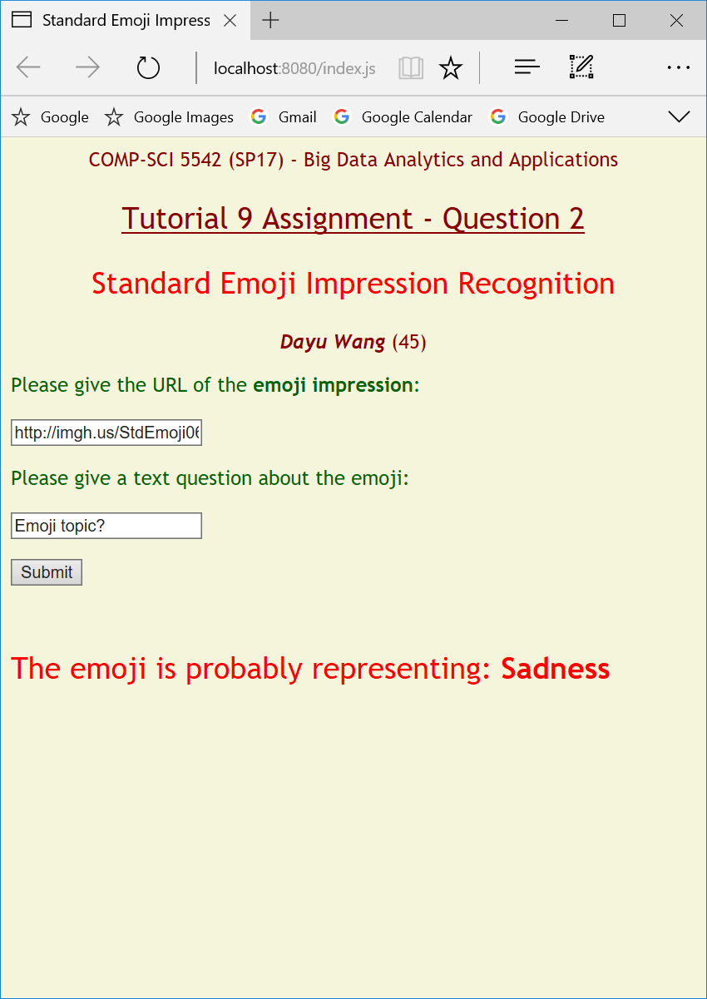 Standard Emoji Impress
localhost:8080/index.js
Google Google Images Gmail Google Calendar Google Drive
COMP-SCI 5542 (SP17) - Big Data Analytics and Applications
Tutorial 9 Assignment - Question 2
Standard Emoji Impression Recognition
Dayu Wang (45)
Please give the URL of the emoji impression:
http://imgh.us/StdEmoji06
Please give a text question about the emoji:
Emoji topic?
Submit
The emoji is probably representing: Sadness